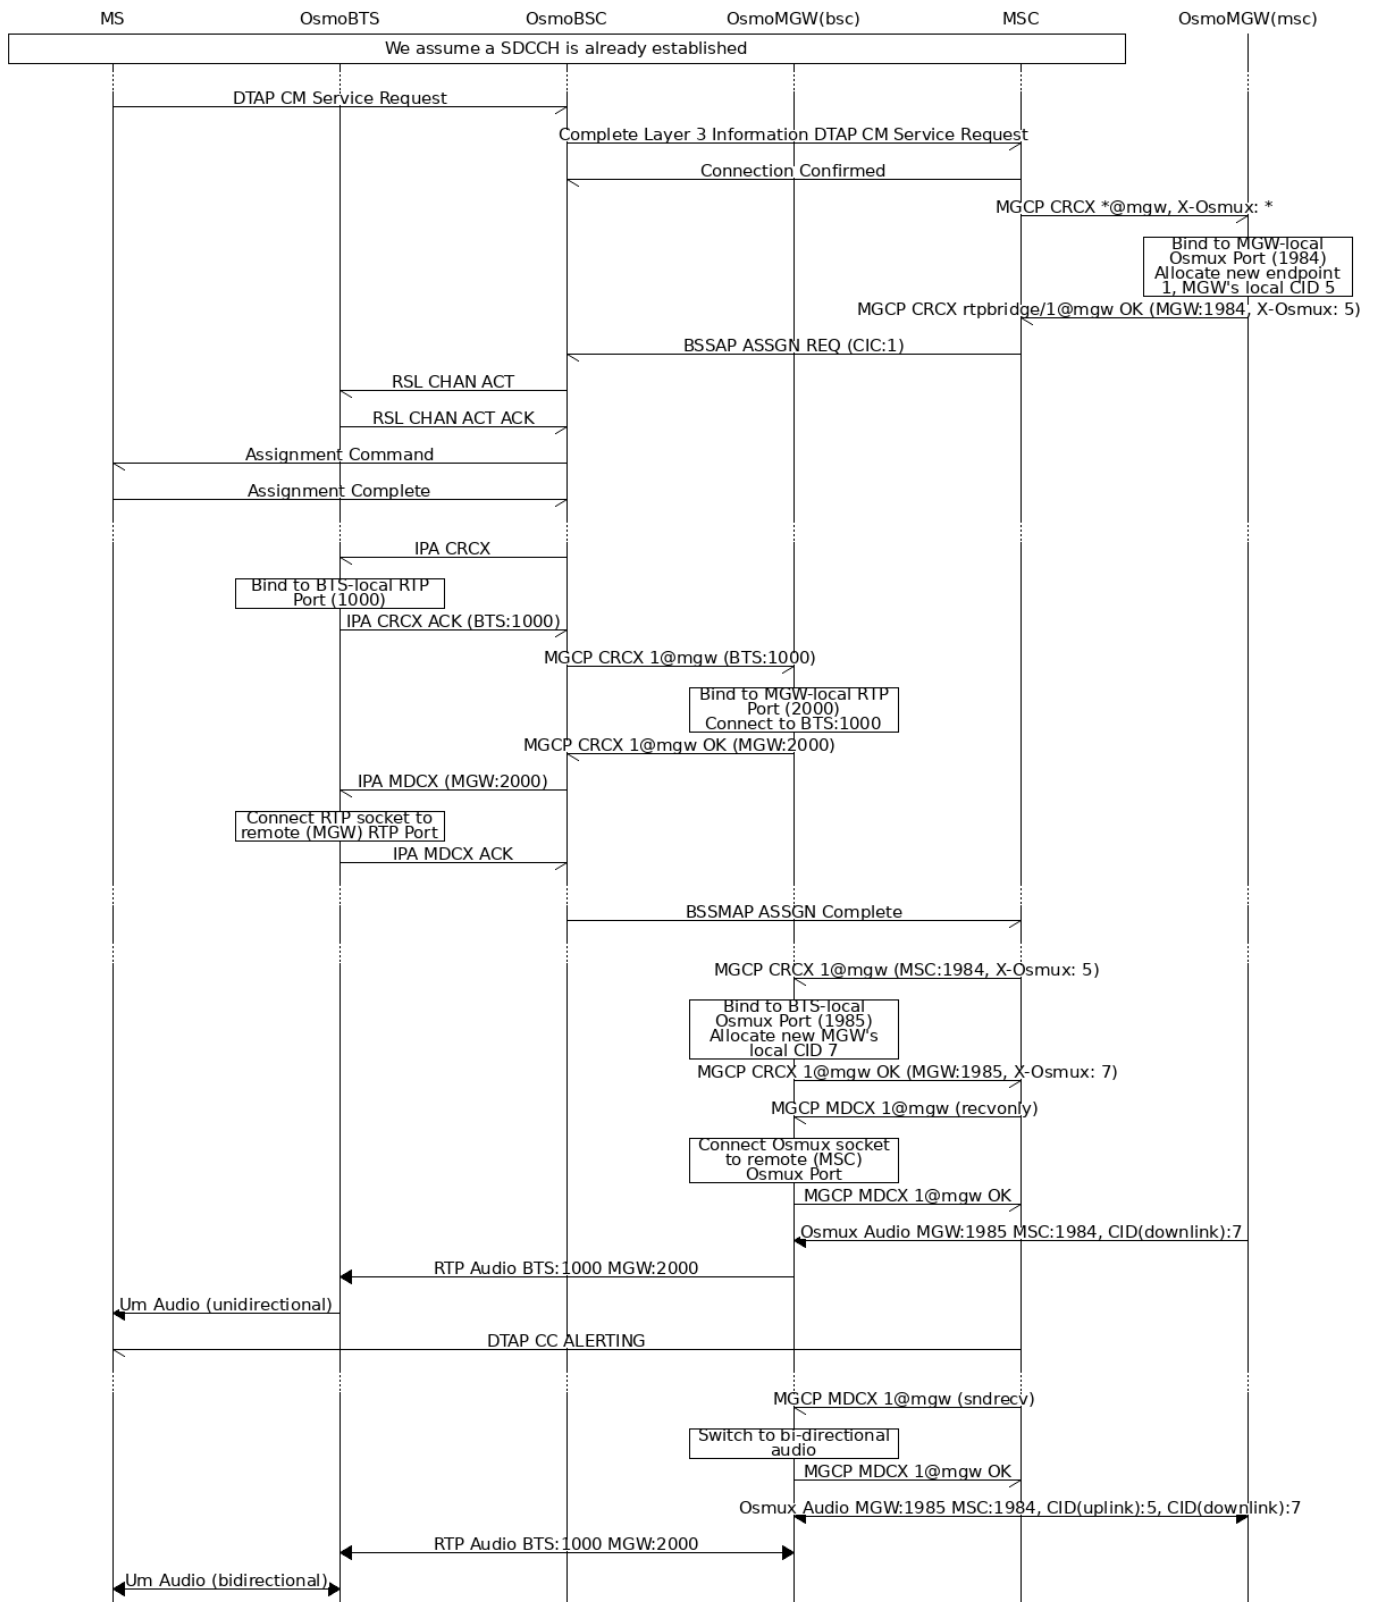 MS OsmoBTS OsmoBSC OsmoMGW(bsc) MSC OsmoMGW(msc)
We assume a SDCCH is already established
DTAP CM Service Request
Complete Layer 3 Information DTAP CM Service Request
Connection Confirmed
MGCP CRCX *@mgw, X-Osmux: *
Bind to MGW-local
Osmux Port (1984)
Allocate new endpoint
1, MGW's local CID 5
MGCP CRCX rtpbridge/1@mgw OK (MGW:1984, X-Osmux: 5)
BSSAP ASSGN REQ (CIC:1)
RSL CHAN ACT
RSL CHAN ACT ACK
Assignment Command
Assignment Complete
IPA CRCX
Bind to BTS-local RTP
Port (1000)
IPA CRCX ACK (BTS:1000)
MGCP CRCX 1@mgw (BTS:1000)
Bind to MGW-local RTP
Port (2000)
Connect to BTS:1000
MGCP CRCX 1@mgw OK (MGW:2000)
IPA MDCX (MGW:2000)
Connect RTP socket to
remote (MGW) RTP Port
IPA MDCX ACK
BSSMAP ASSGN Complete
MGCP CRCX 1@mgw (MSC:1984, X-Osmux: 5)
Bind to BTS-local
Osmux Port (1985)
Allocate new MGW's
local CID 7
MGCP CRCX 1@mgw OK (MGW:1985, X-Osmux: 7)
MGCP MDCX 1@mgw (recvonly)
Connect Osmux socket
to remote (MSC)
Osmux Port
MGCP MDCX 1@mgw OK
Osmux Audio MGW:1985 MSC:1984, CID(downlink):7
RTP Audio BTS:1000 MGW:2000
Um Audio (unidirectional)
DTAP CC ALERTING
MGCP MDCX 1@mgw (sndrecv)
Switch to bi-directional
audio
MGCP MDCX 1@mgw OK
Osmux Audio MGW:1985 MSC:1984, CID(uplink):5, CID(downlink):7
RTP Audio BTS:1000 MGW:2000
Um Audio (bidirectional)